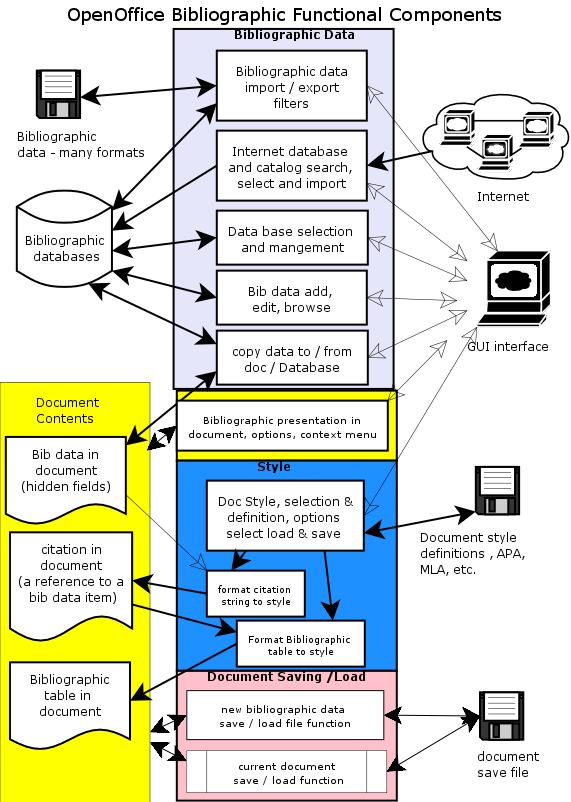 OpenOffice Bibliographic Functional Components
Bibliographic Data
Bibliographic data
import / export
filters
Bibliographic
data - many formats
Internet database
and catalog search,
select and import
Internet
Bibliographic
databases
Data base selection
and mangement
Bib data add,
edit, browse
GUI interface
copy data to / from
doc / Database
Document
Contents
Bibliographic presentation in
document, options, context menu
Bib data in
document
(hidden fields)
Style
Doc Style, selection &
definition, options
select load & save
Document style
definitions , APA,
MLA, etc.
citation in
document
(a reference to a
bib data item)
format citation
string to style
Format Bibliographic
table to style
Bibliographic
table in
document
Document Saving /Load
new bibliographic data
save / load file function
current document
save / load function
document
save file